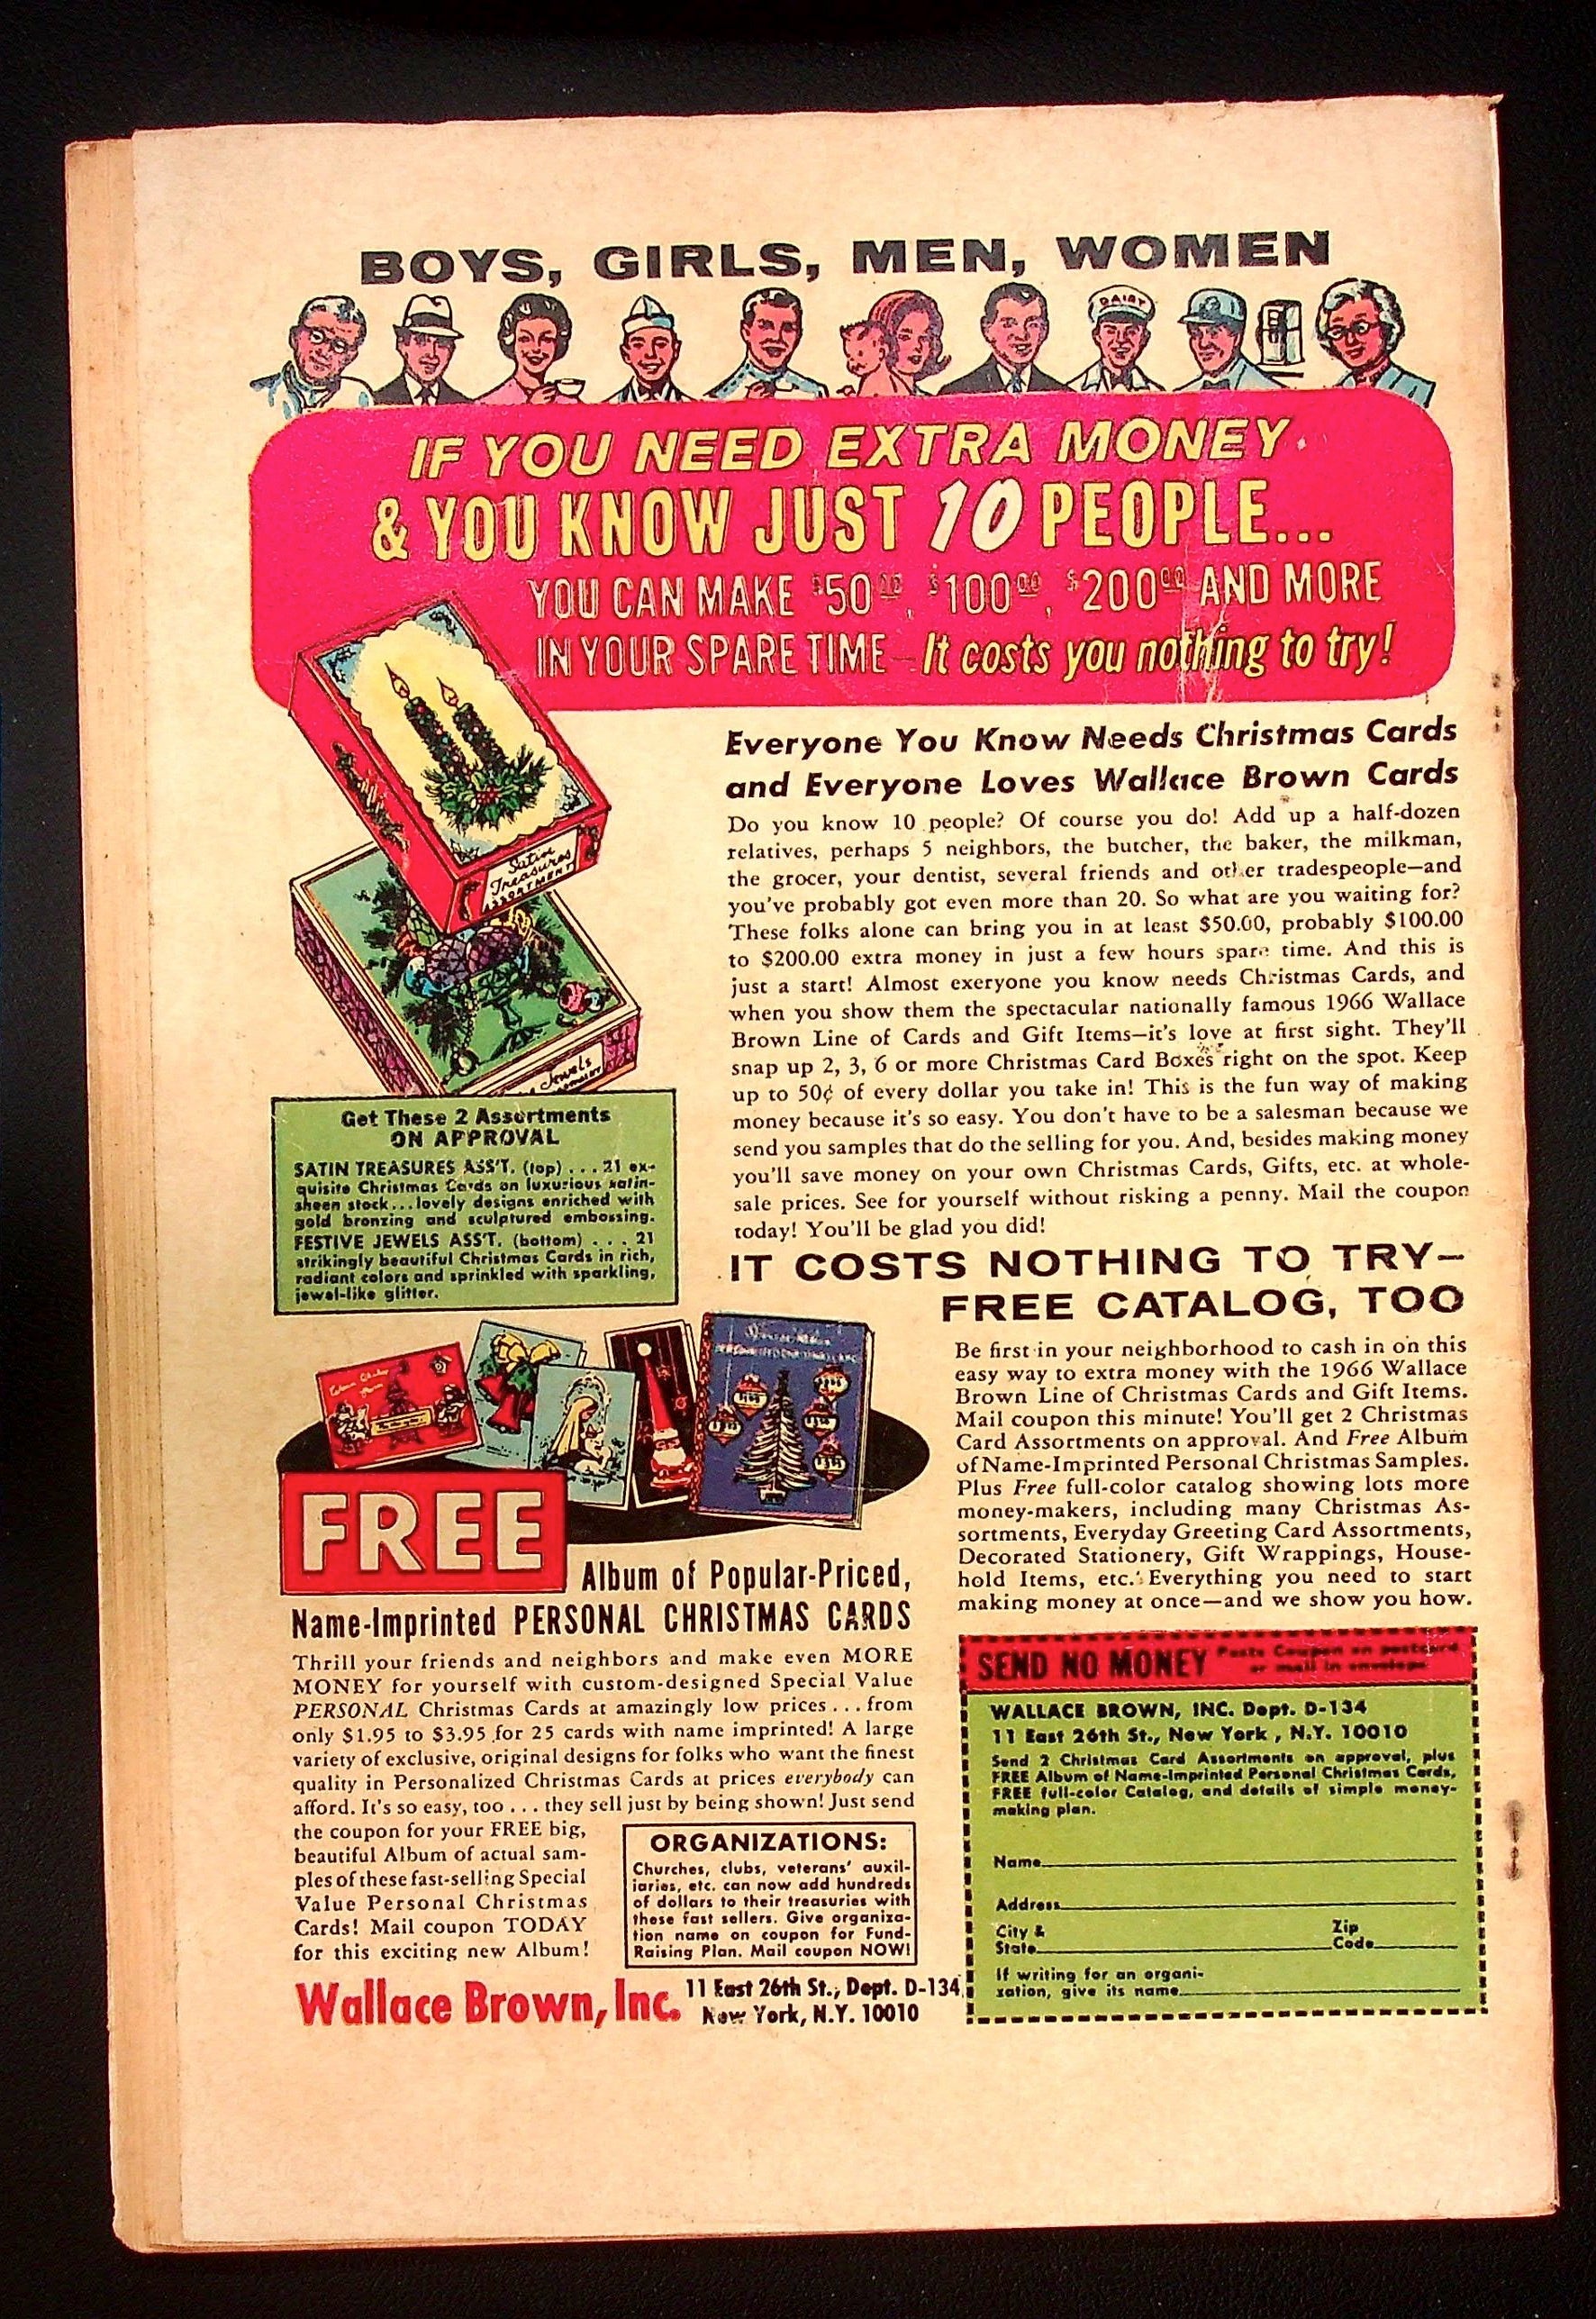 BOYS, GIRLS, MEN, WOMEN
DAIRY
IF YOU NEED EXTRA MONEY
& YOU KNOW JUST 10 PEOPLE...
YOU CAN MAKE $50.00, $100.00, $200.00 AND MORE
IN YOUR SPARE TIME - It costs you nothing to try!
Satin
Treasures
ASSORTMENT
Jewels
Everyone You Know Needs Christmas Cards
and Everyone Loves Wallace Brown Cards
Do you know 10 people? Of course you do! Add up a half-dozen
relatives, perhaps 5 neighbors, the butcher, the baker, the milkman,
the grocer, your dentist, several friends and other tradespeople—and
you've probably got even more than 20. So what are you waiting for?
These folks alone can bring you in at least $50.00, probably $100.00
to $200.00 extra money in just a few hours spare time. And this is
just a start! Almost exeryone you know needs Christmas Cards, and
when you show them the spectacular nationally famous 1966 Wallace
Brown Line of Cards and Gift Items—it's love at first sight. They'll
snap up 2, 3, 6 or more Christmas Card Boxes right on the spot. Keep
up to 50¢ of every dollar you take in! This is the fun way of making
money because it's so easy. You don't have to be a salesman because we
send you samples that do the selling for you. And, besides making money
you'll save money on your own Christmas Cards, Gifts, etc. at whole-
sale prices. See for yourself without risking a penny. Mail the coupon
today! You'll be glad you did!
Get These 2 Assortments
ON APPROVAL
SATIN TREASURES ASS'T. (top) . . . 21 ex-
quisite Christmas Cards on luxurious satin-
sheen stock...lovely designs enriched with
gold bronzing and sculptured embossing.
FESTIVE JEWELS ASS'T. (bottom) . . . 21
strikingly beautiful Christmas Cards in rich,
radiant colors and sprinkled with sparkling,
jewel-like glitter.
IT COSTS NOTHING TO TRY—
FREE CATALOG, TOO
Be first in your neighborhood to cash in on this
easy way to extra money with the 1966 Wallace
Brown Line of Christmas Cards and Gift Items.
Mail coupon this minute! You'll get 2 Christmas
Card Assortments on approval. And Free Album
of Name-Imprinted Personal Christmas Samples.
Plus Free full-color catalog showing lots more
money-makers, including many Christmas As-
sortments, Everyday Greeting Card Assortments,
Decorated Stationery, Gift Wrappings, House-
hold Items, etc. Everything you need to start
making money at once—and we show you how.
FREE
Album of Popular-Priced,
Name-Imprinted PERSONAL CHRISTMAS CARDS
Thrill your friends and neighbors and make even MORE
MONEY for yourself with custom-designed Special Value
PERSONAL Christmas Cards at amazingly low prices . . . from
only $1.95 to $3.95 for 25 cards with name imprinted! A large
variety of exclusive, original designs for folks who want the finest
quality in Personalized Christmas Cards at prices everybody can
afford. It's so easy, too . . . they sell just by being shown! Just send
the coupon for your FREE big,
beautiful Album of actual sam-
ples of these fast-selling Special
Value Personal Christmas
Cards! Mail coupon TODAY
for this exciting new Album!
ORGANIZATIONS:
Churches, clubs, veterans' auxil-
iaries, etc. can now add hundreds
of dollars to their treasuries with
these fast sellers. Give organiza-
tion name on coupon for Fund-
Raising Plan. Mail coupon NOW!
Wallace Brown, Inc. 11 East 26th St., Dept. D-134
New York, N.Y. 10010
SEND NO MONEY Paste Coupon on postcard
or mail in envelope
WALLACE BROWN, INC. Dept. D-134
11 East 26th St., New York , N.Y. 10010
Send 2 Christmas Card Assortments on approval, plus
FREE Album of Name-Imprinted Personal Christmas Cards,
FREE full-color Catalog, and details of simple money-
making plan.
Name
Address
City & Zip
State Code
If writing for an organi-
zation, give its name